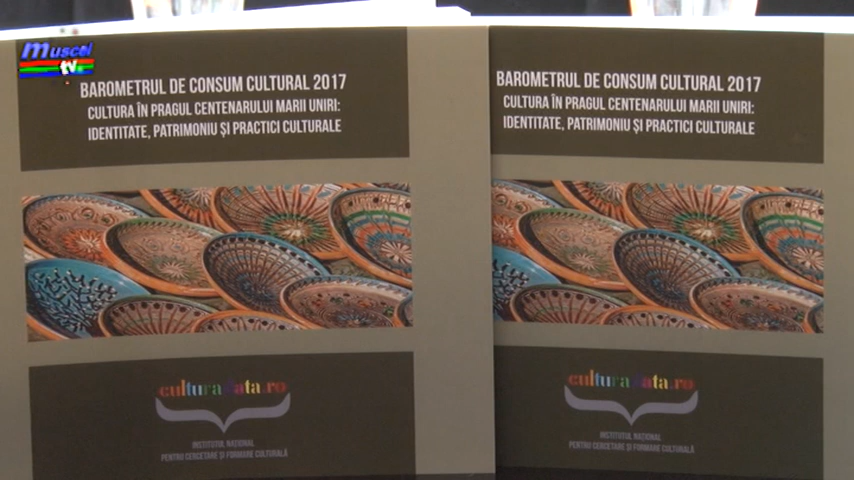 muscel
tv
BAROMETRUL DE CONSUM CULTURAL 2017
CULTURA ÎN PRAGUL CENTENARULUI MARII UNIRI:
IDENTITATE, PATRIMONIU ȘI PRACTICI CULTURALE
culturadata.ro
INSTITUTUL NAȚIONAL
PENTRU CERCETARE ȘI FORMARE CULTURALĂ
BAROMETRUL DE CONSUM CULTURAL 2017
CULTURA ÎN PRAGUL CENTENARULUI MARII UNIRI:
IDENTITATE, PATRIMONIU ȘI PRACTICI CULTURALE
culturadata.ro
INSTITUTUL NAȚIONAL
PENTRU CERCETARE ȘI FORMARE CULTURALĂ